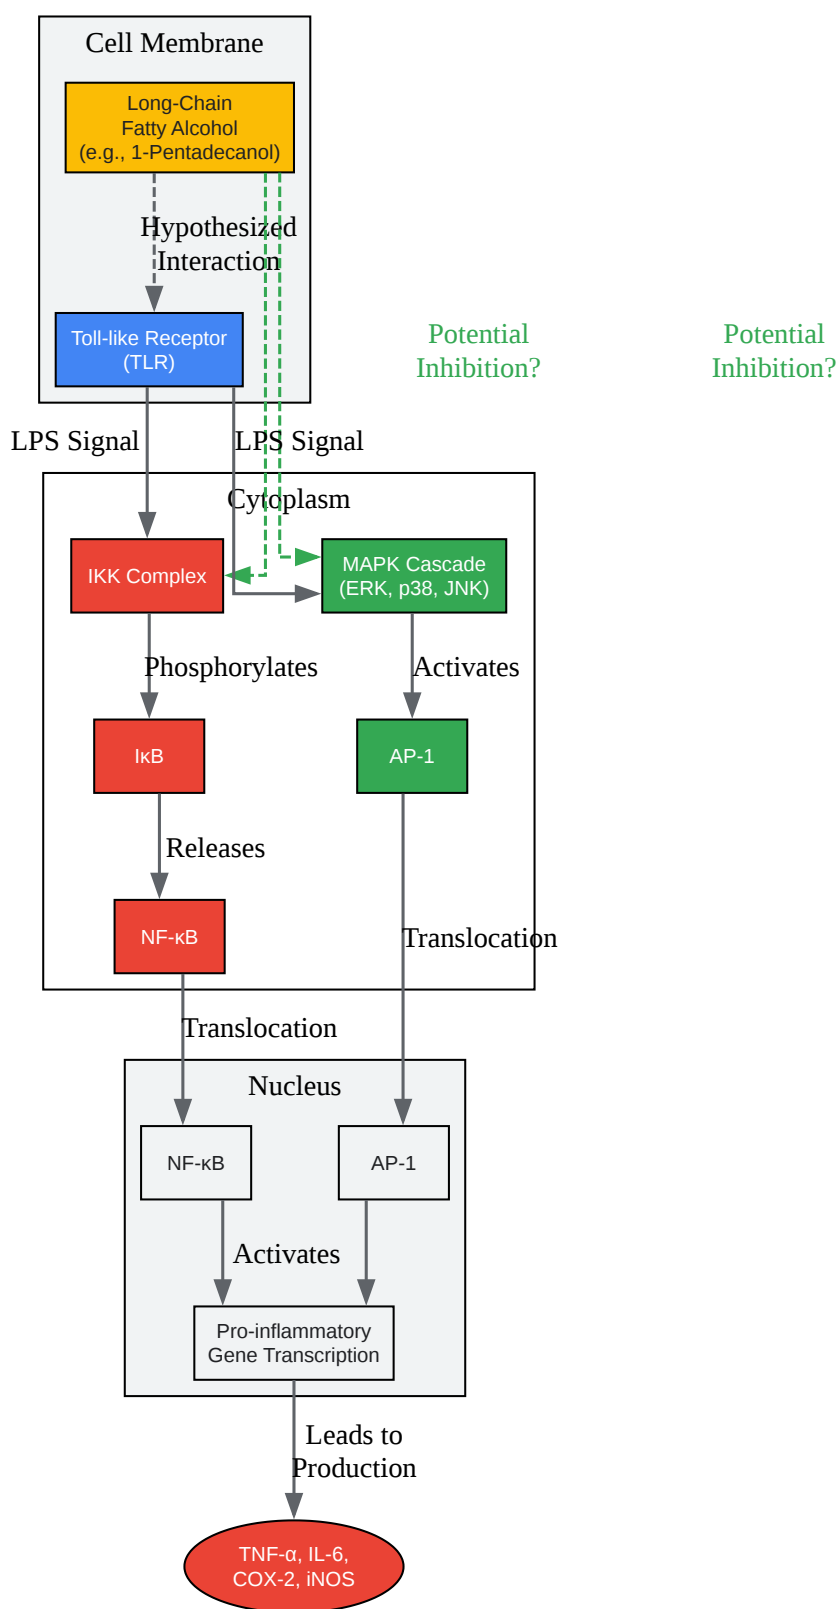 Cell Membrane
Long-Chain
Fatty Alcohol
(e.g., 1-Pentadecanol)
Hypothesized
Interaction
Toll-like Receptor
(TLR)
Potential
Inhibition?
Potential
Inhibition?
LPS Signal
LPS Signal
Cytoplasm
IKK Complex
MAPK Cascade
(ERK, p38, JNK)
Phosphorylates
Activates
IκB
AP-1
Releases
NF-κB
Translocation
Translocation
Nucleus
NF-κB
AP-1
Activates
Pro-inflammatory
Gene Transcription
Leads to
Production
TNF-α, IL-6,
COX-2, iNOS